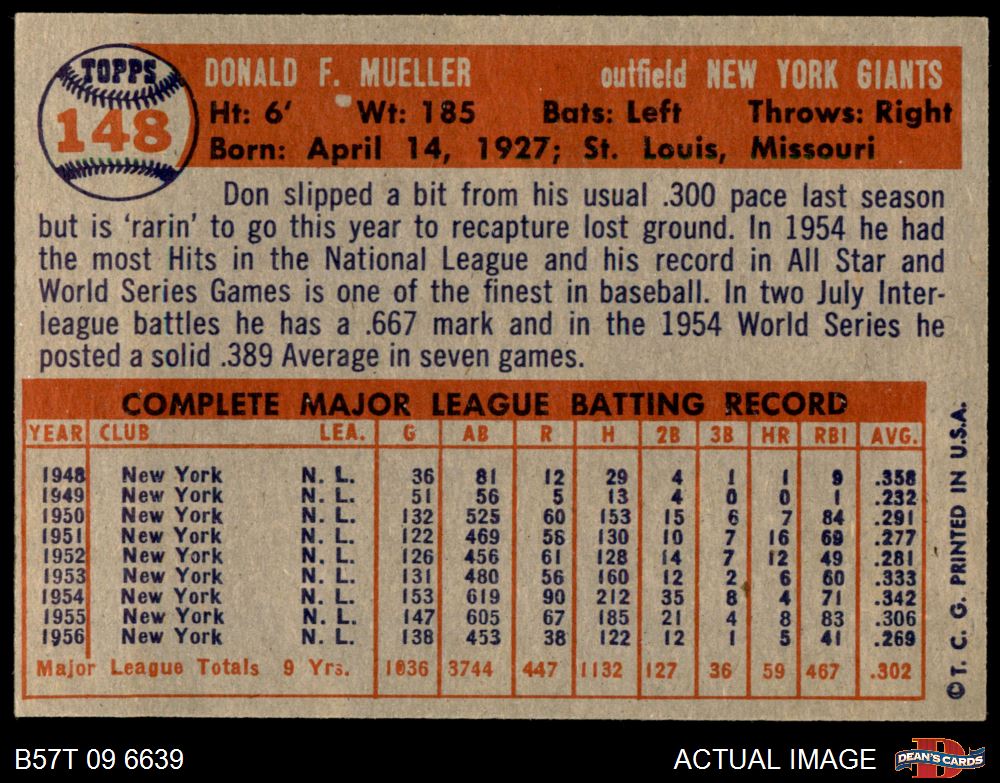 TOPPS
148
DONALD F. MUELLER outfield NEW YORK GIANTS
Ht: 6' Wt: 185 Bats: Left Throws: Right
Born: April 14, 1927; St. Louis, Missouri
Don slipped a bit from his usual .300 pace last season
but is 'rarin' to go this year to recapture lost ground. In 1954 he had
the most Hits in the National League and his record in All Star and
World Series Games is one of the finest in baseball. In two July Inter-
league battles he has a .667 mark and in the 1954 World Series he
posted a solid .389 Average in seven games.
COMPLETE MAJOR LEAGUE BATTING RECORD
YEAR CLUB LEA. G AB R H 2B 3B HR RBI AVG.
1948 New York N. L. 36 81 12 29 4 1 1 9 .358
1949 New York N. L. 51 56 5 13 4 0 0 1 .232
1950 New York N. L. 132 525 60 153 15 6 7 84 .291
1951 New York N. L. 122 469 58 130 10 7 16 69 .277
1952 New York N. L. 126 456 61 128 14 7 12 49 .281
1953 New York N. L. 131 480 56 160 12 2 6 60 .333
1954 New York N. L. 153 619 90 212 35 8 4 71 .342
1955 New York N. L. 147 605 67 185 21 4 8 83 .306
1956 New York N. L. 138 453 38 122 12 1 5 41 .269
Major League Totals 9 Yrs. 1036 3744 447 1132 127 36 59 467 .302
©T. C. G. PRINTED IN U.S.A.
B57T 09 6639 ACTUAL IMAGE DEAN'S CARDS